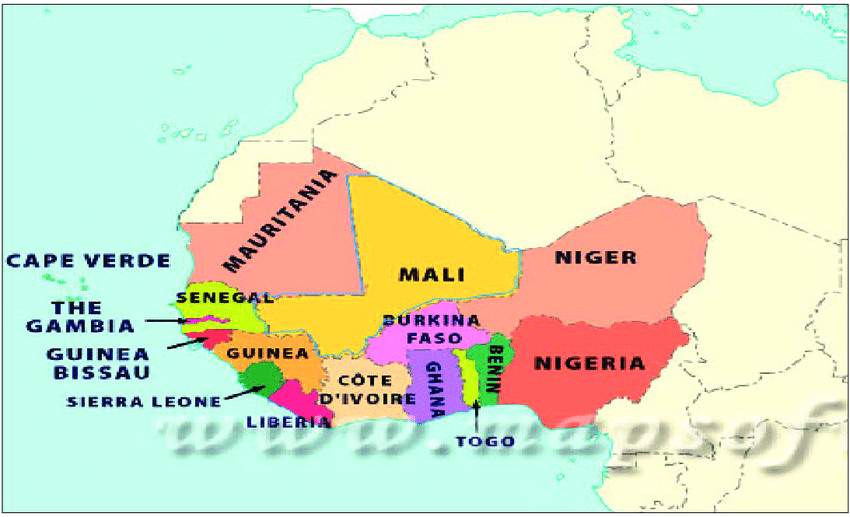 MAURITANIA
CAPE VERDE
MALI
NIGER
SENEGAL
THE
GAMBIA
BURKINA
FASO
GUINEA
BISSAU
GUINEA
BENIN
NIGERIA
GHANA
CÔTE
D'IVOIRE
SIERRA LEONE
LIBERIA
TOGO
www.mapsof